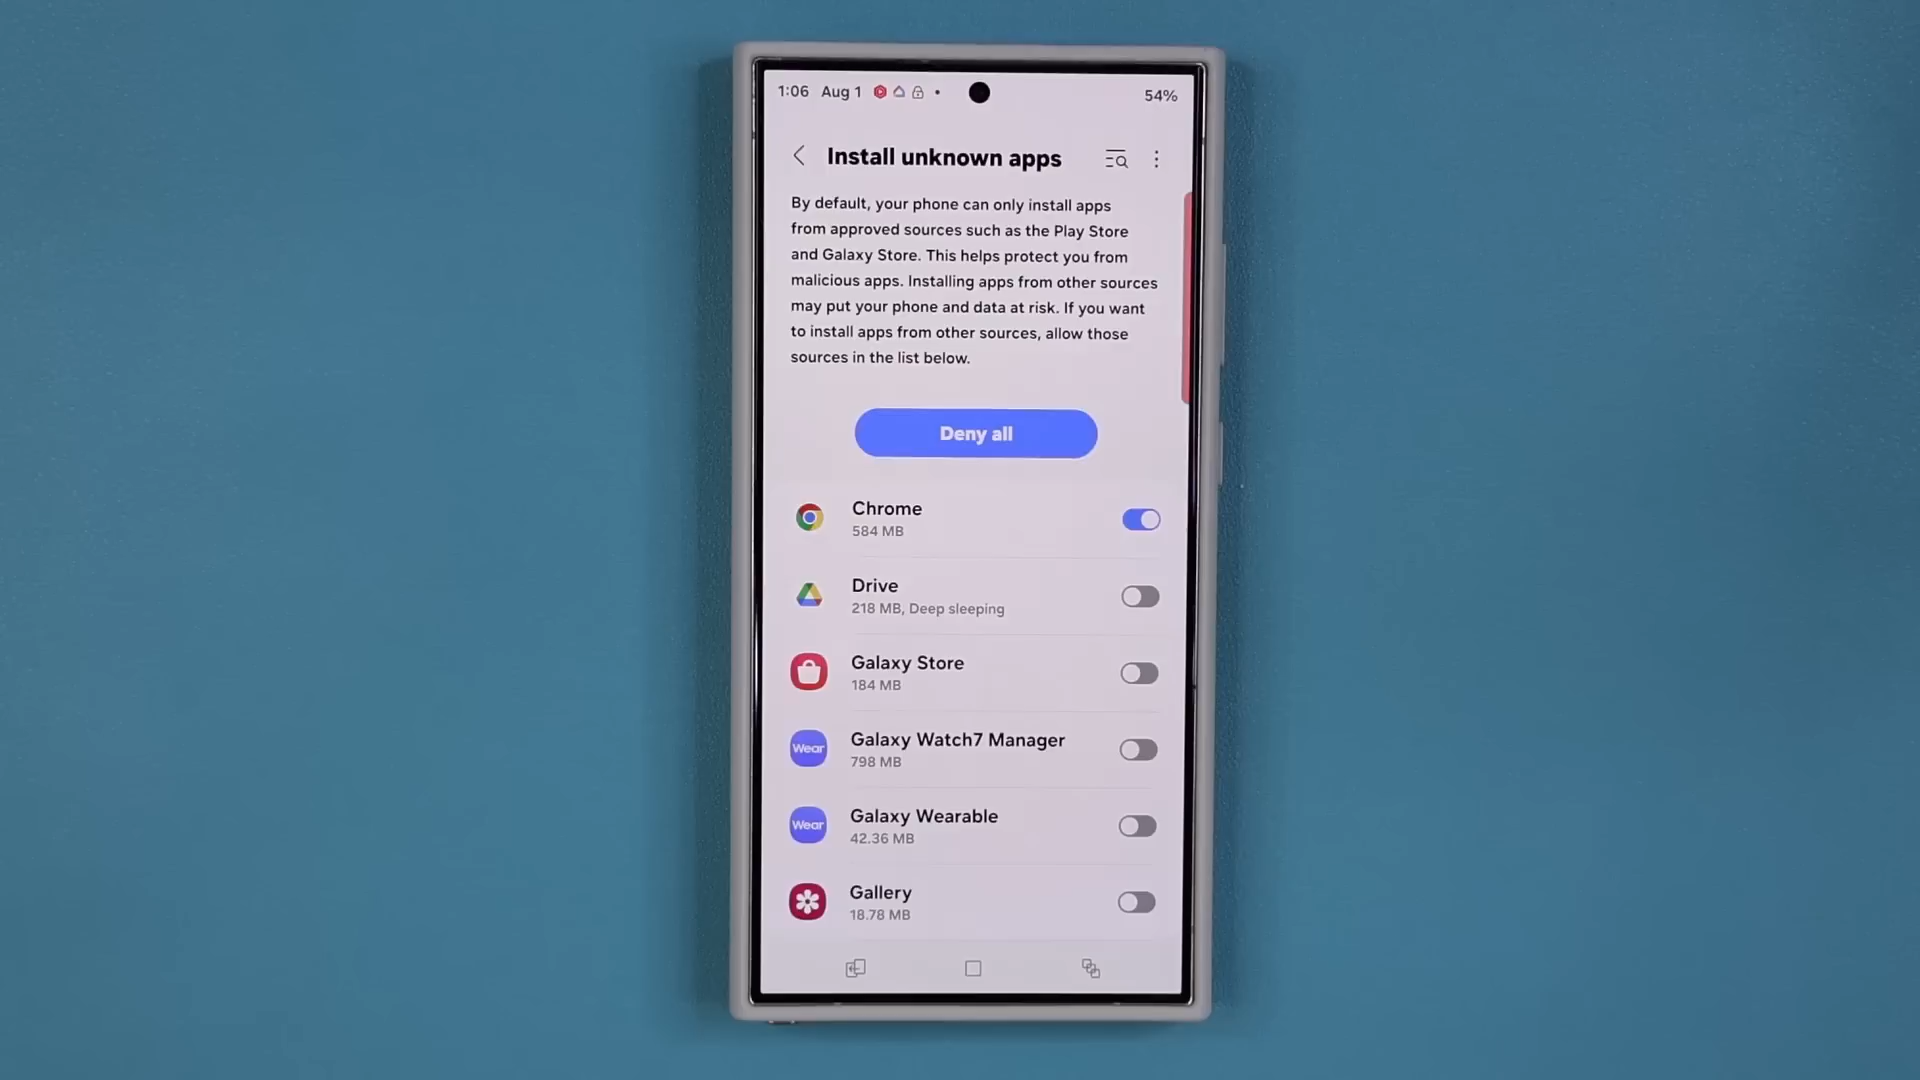 1:06 Aug 1
54%
Install unknown apps
By default, your phone can only install apps
from approved sources such as the Play Store
and Galaxy Store. This helps protect you from
malicious apps. Installing apps from other sources
may put your phone and data at risk. If you want
to install apps from other sources, allow those
sources in the list below.
Deny all
Chrome
584 MB
Drive
218 MB, Deep sleeping
Galaxy Store
184 MB
Wear
Galaxy Watch7 Manager
798 MB
Wear
Galaxy Wearable
42.36 MB
Gallery
18.78 MB